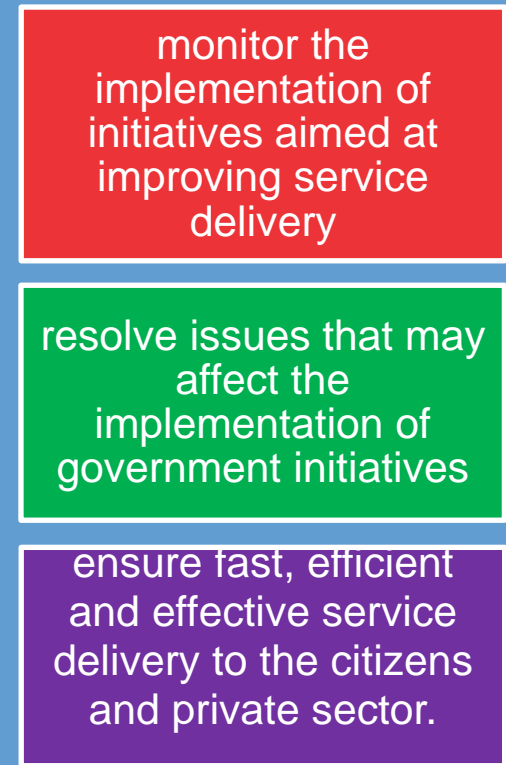 monitor the
implementation of
initiatives aimed at
improving service
delivery
resolve issues that may
affect the
implementation of
government initiatives
ensure fast, efficient
and effective service
delivery to the citizens
and private sector.